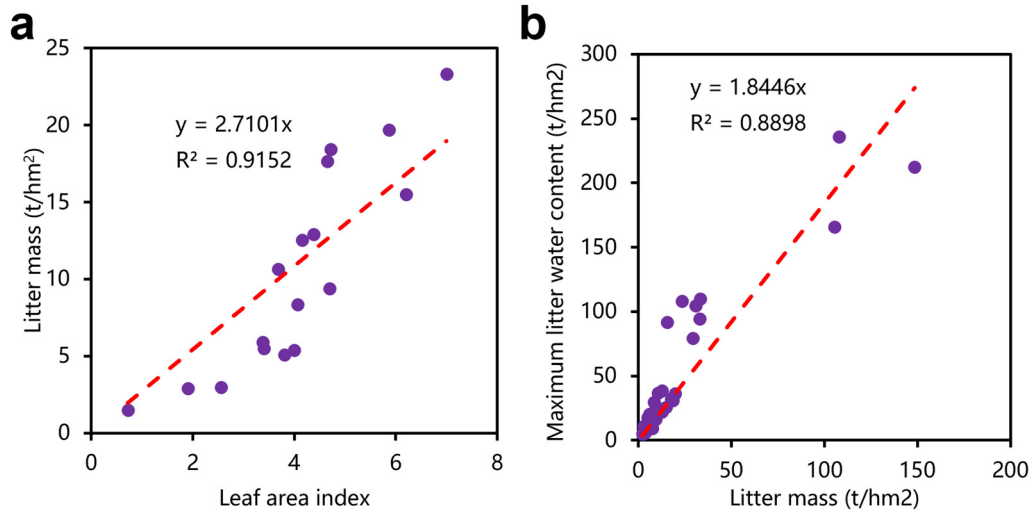 a
25
20
15
10
5
0
0 2 4 6 8
Litter mass (t/hm²)
Leaf area index
y = 2.7101x
R² = 0.9152
b
300
250
200
150
100
50
0
0 50 100 150 200
Maximum litter water content (t/hm2)
Litter mass (t/hm2)
y = 1.8446x
R² = 0.8898